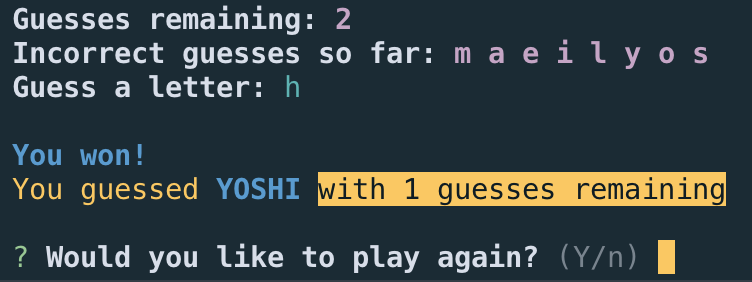 Guesses remaining: 2
Incorrect guesses so far: m a e i l y o s
Guess a letter: h
You won!
You guessed YOSHI with 1 guesses remaining
? Would you like to play again? (Y/n)